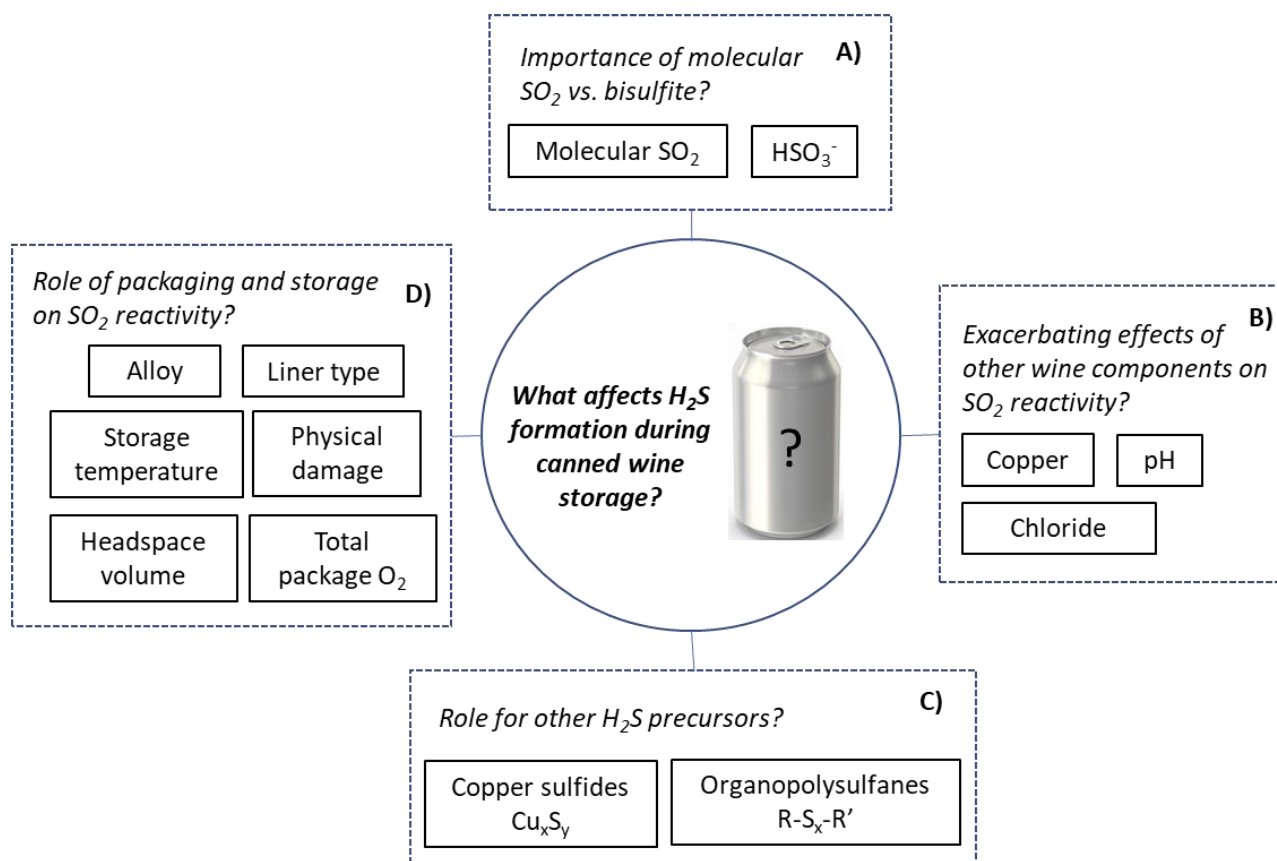 Importance of molecular
SO₂ vs. bisulfite?
A)
Molecular SO₂
HSO₃⁻
Role of packaging and storage
on SO₂ reactivity?
D)
Alloy
Liner type
Storage
temperature
Physical
damage
Headspace
volume
Total
package O₂
What affects H₂S
formation during
canned wine
storage?
?
B)
Exacerbating effects of
other wine components on
SO₂ reactivity?
Copper
pH
Chloride
C)
Role for other H₂S precursors?
Copper sulfides
CuₓSᵧ
Organopolysulfanes
R-Sₓ-R’